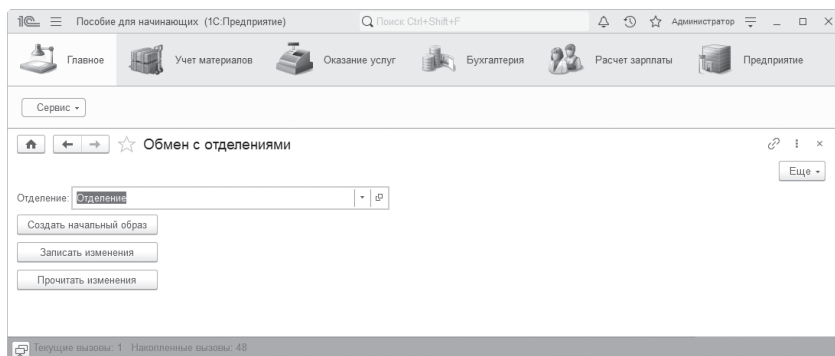 1С Пособие для начинающих (1С:Предприятие) Поиск Ctrl+Shift+F Администратор
Главное Учет материалов Оказание услуг Бухгалтерия Расчет зарплаты Предприятие
Сервис
Обмен с отделениями
Еще
Отделение: Отделение
Создать начальный образ
Записать изменения
Прочитать изменения
Текущие вызовы: 1 Накопленные вызовы: 48